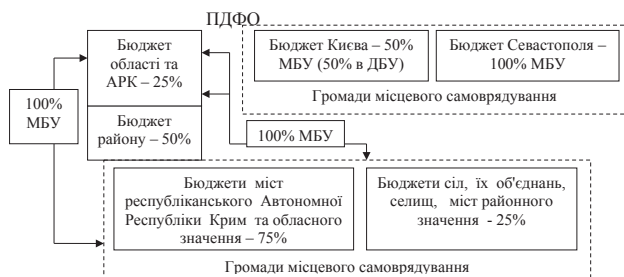 ПДФО
Бюджет
області та
АРК – 25%
Бюджет Києва – 50%
МБУ (50% в ДБУ)
Бюджет Севастополя –
100% МБУ
Громади місцевого самоврядування
100%
МБУ
Бюджет
району – 50%
100% МБУ
Бюджети міст
республіканського Автономної
Республіки Крим та обласного
значення – 75%
Бюджети сіл, їх об'єднань,
селищ, міст районного
значення - 25%
Громади місцевого самоврядування